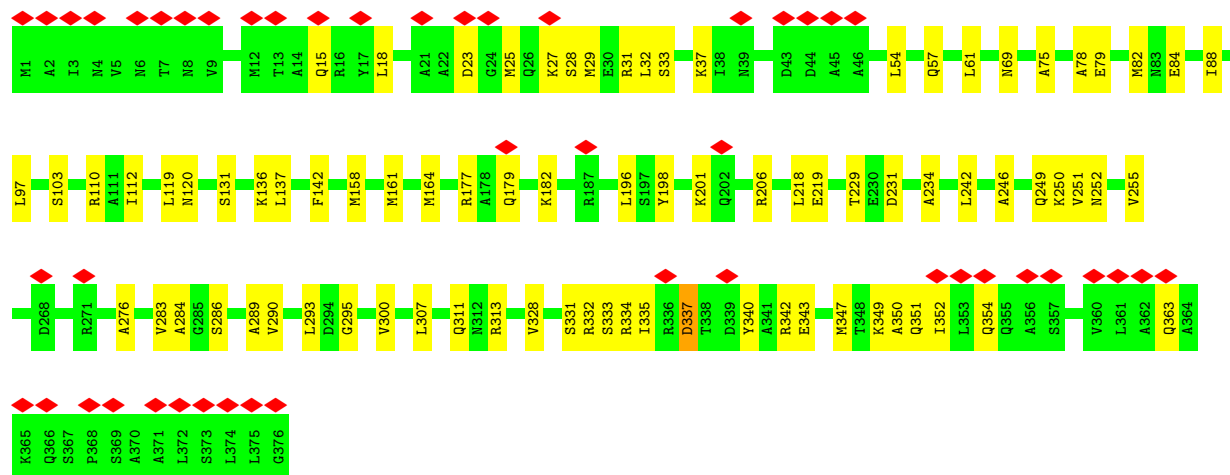 M1 A2 I3 N4 V5 N6 T7 N8 V9 M12 T13 A14 Q15 R16 Y17 L18 A21 A22 D23 G24 M25 Q26 K27 S28 M29 E30 R31 L32 S33 K37 I38 N39 D43 D44 A45 A46 L54 Q57 L61 N69 A75 A78 E79 M82 N83 E84 I88
L97 S103 R110 A111 I112 L119 N120 S131 K136 L137 F142 M158 M161 M164 R177 A178 Q179 K182 R187 L196 S197 Y198 K201 Q202 R206 L218 E219 T229 E230 D231 A234 L242 A246 Q249 K250 V251 N252 V255
D268 R271 A276 V283 A284 Q285 S286 A289 V290 L293 D294 G295 V300 L307 Q311 N312 R313 V328 S331 R332 S333 R334 I335 R336 D337 T338 D339 Y340 A341 R342 E343 M347 T348 K349 A350 Q351 I352 L353 Q354 Q355 A356 S357 V360 L361 A362 Q363 A364
K365 Q366 S367 P368 S369 A370 A371 L372 S373 L374 L375 G376